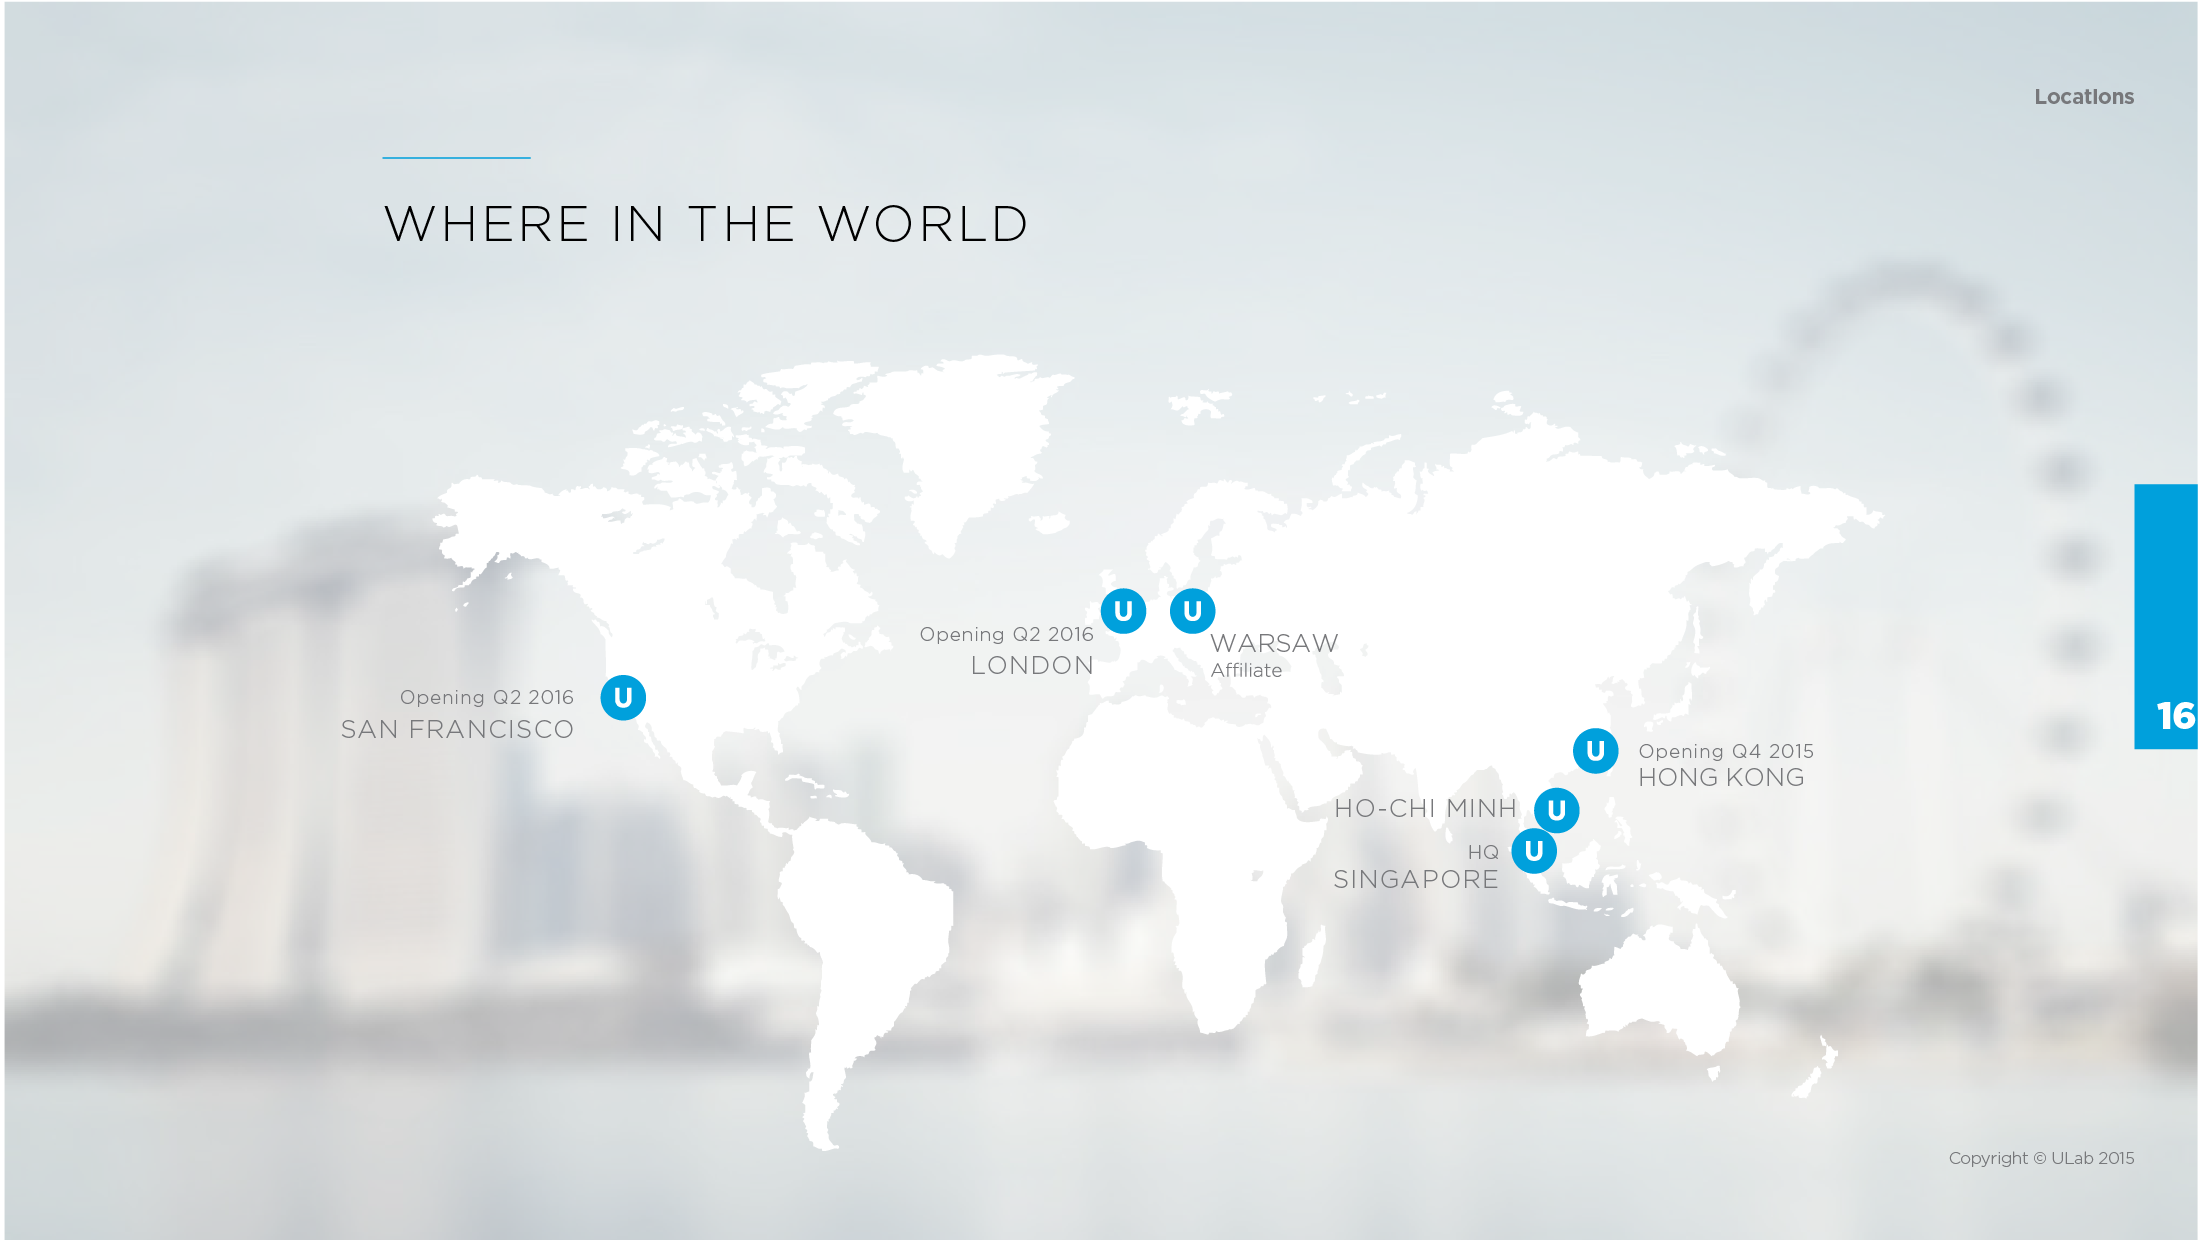 Locations
WHERE IN THE WORLD
U
U
Opening Q2 2016
LONDON
WARSAW
Affiliate
U
Opening Q2 2016
SAN FRANCISCO
16
U
Opening Q4 2015
HONG KONG
HO-CHI MINH
U
HQ
U
SINGAPORE
Copyright © ULab 2015